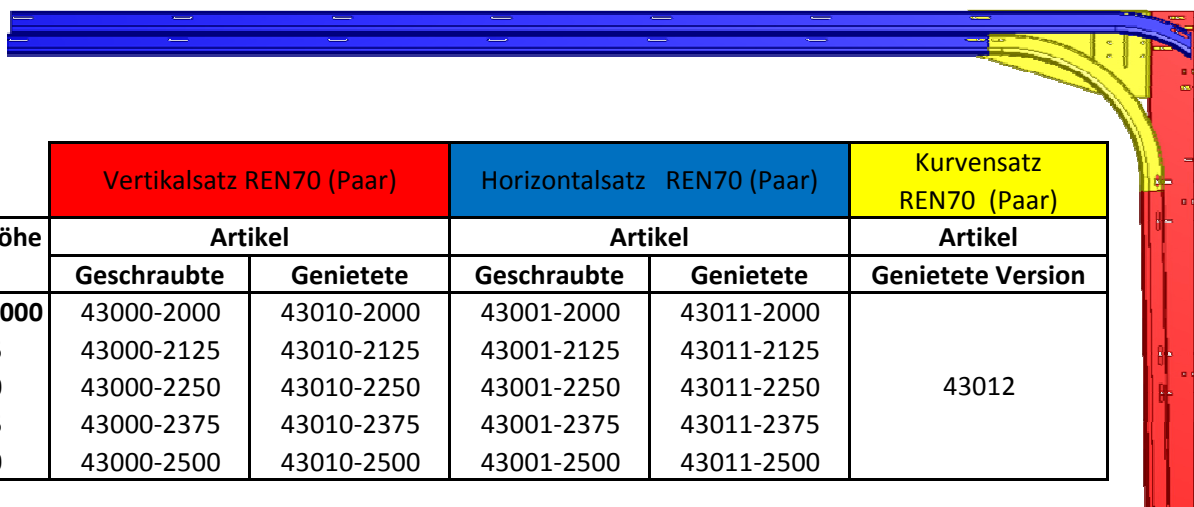 Vertikalsatz REN70 (Paar) Horizontalsatz REN70 (Paar) Kurvensatz
REN70 (Paar)
Artikel Artikel Artikel
Geschraubte Genietete Geschraubte Genietete Genietete Version
000 43000-2000 43010-2000 43001-2000 43011-2000
43000-2125 43010-2125 43001-2125 43011-2125
43000-2250 43010-2250 43001-2250 43011-2250 43012
43000-2375 43010-2375 43001-2375 43011-2375
43000-2500 43010-2500 43001-2500 43011-2500